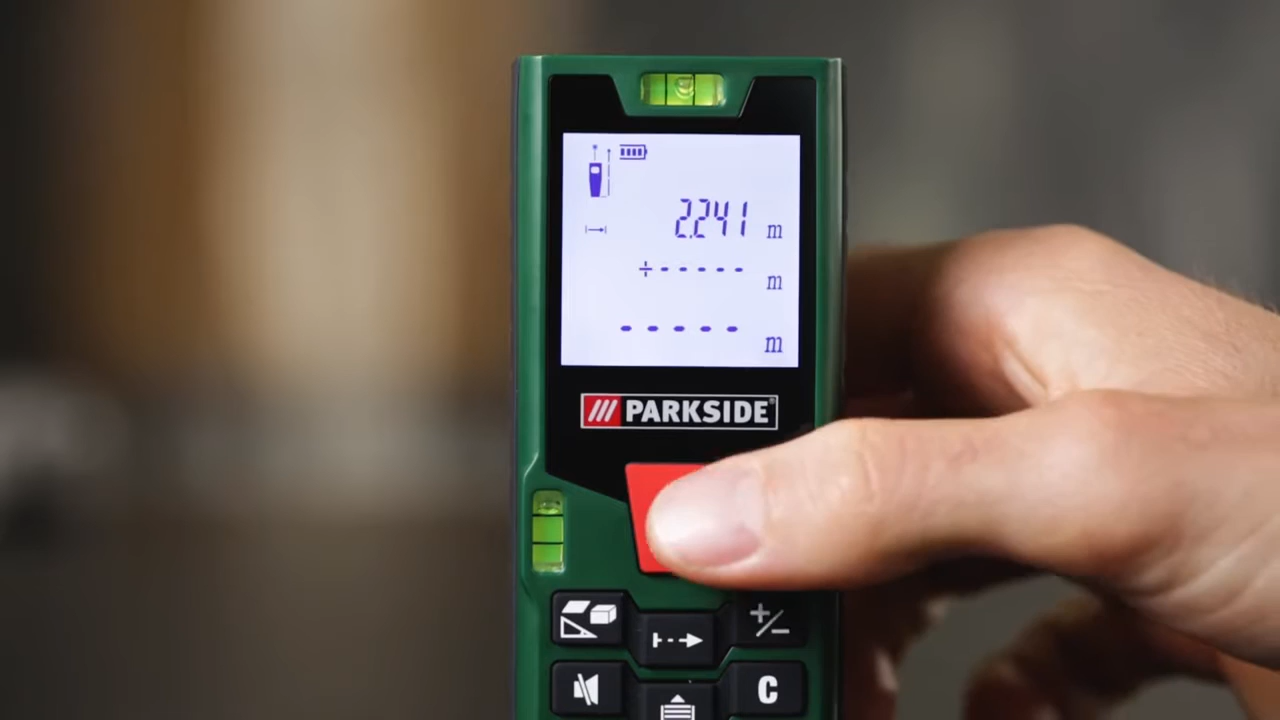 2.241 m
÷----- m
----- m
PARKSIDE®
+/-
C